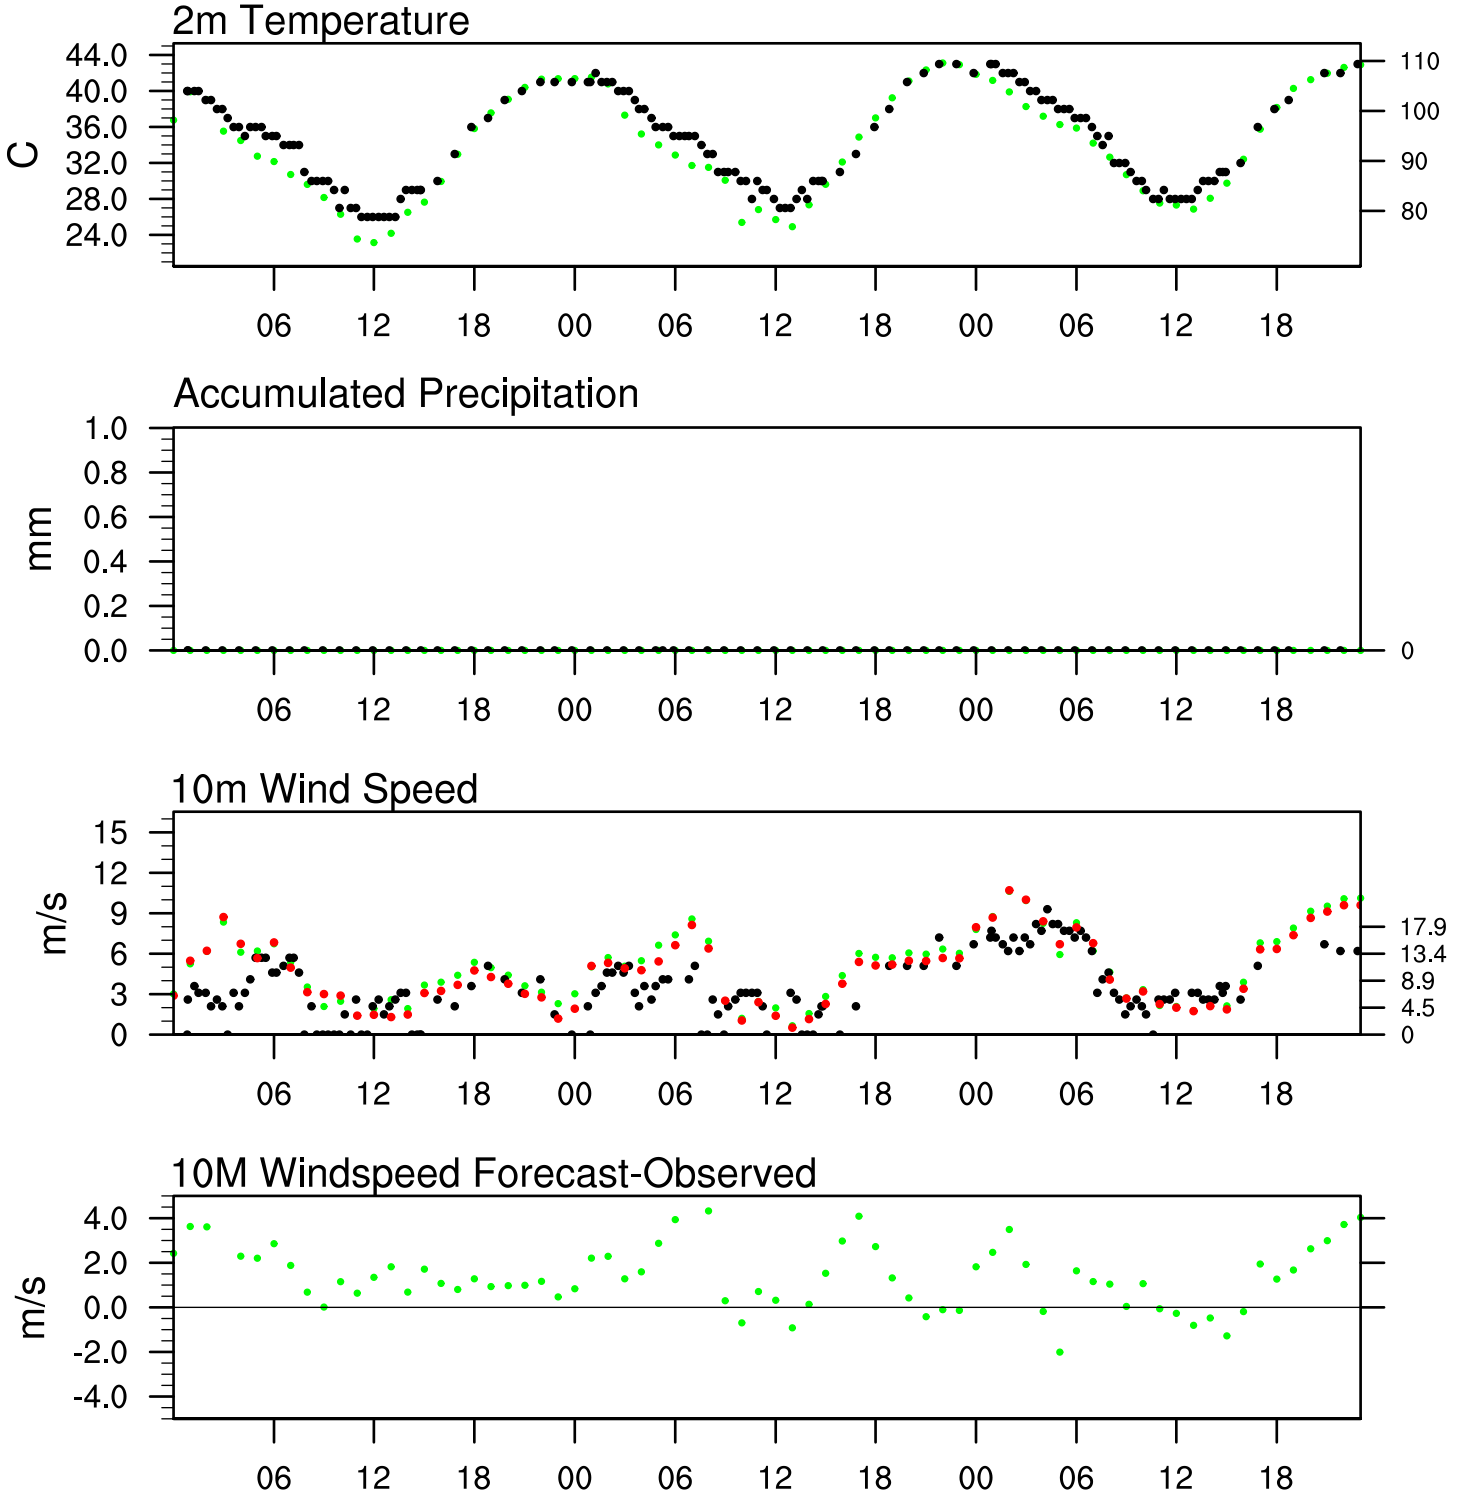 2m Temperature
44.0
40.0
36.0
32.0
28.0
24.0
C
110
100
90
80
06 12 18 00 06 12 18 00 06 12 18
Accumulated Precipitation
1.0
0.8
0.6
0.4
0.2
0.0
mm
0
06 12 18 00 06 12 18 00 06 12 18
10m Wind Speed
15
12
9
6
3
0
m/s
17.9
13.4
8.9
4.5
0
06 12 18 00 06 12 18 00 06 12 18
10M Windspeed Forecast-Observed
4.0
2.0
0.0
-2.0
-4.0
m/s
06 12 18 00 06 12 18 00 06 12 18